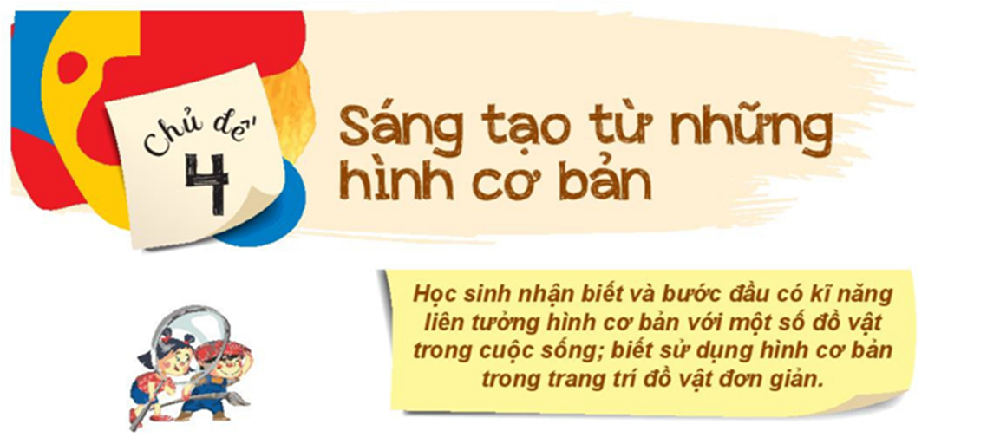 Chủ đề
4
Sáng tạo từ những
hình cơ bản
Học sinh nhận biết và bước đầu có kĩ năng
liên tưởng hình cơ bản với một số đồ vật
trong cuộc sống; biết sử dụng hình cơ bản
trong trang trí đồ vật đơn giản.